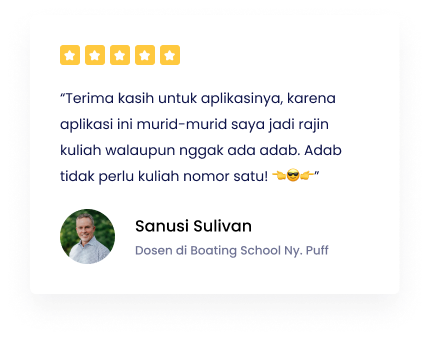 “Terima kasih untuk aplikasinya, karena
aplikasi ini murid-murid saya jadi rajin
kuliah walaupun nggak ada adab. Adab
tidak perlu kuliah nomor satu! 👈😎👉”
Sanusi Sulivan
Dosen di Boating School Ny. Puff